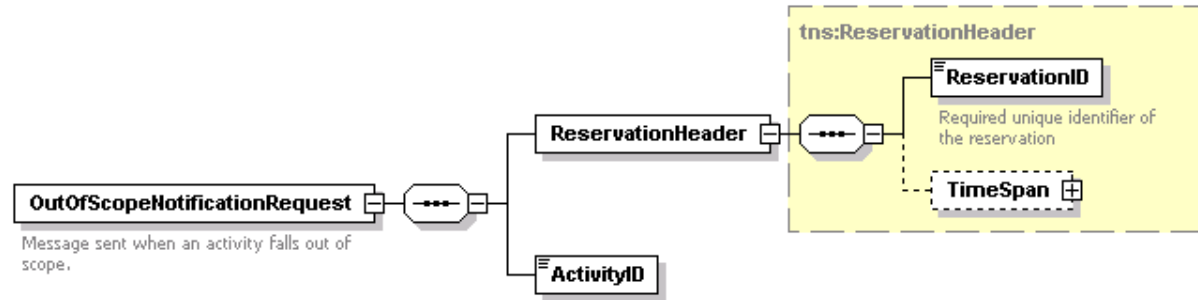 tns:ReservationHeader
ReservationID
Required unique identifier of
the reservation
ReservationHeader
TimeSpan
OutOfScopeNotificationRequest
Message sent when an activity falls out of
scope.
ActivityID